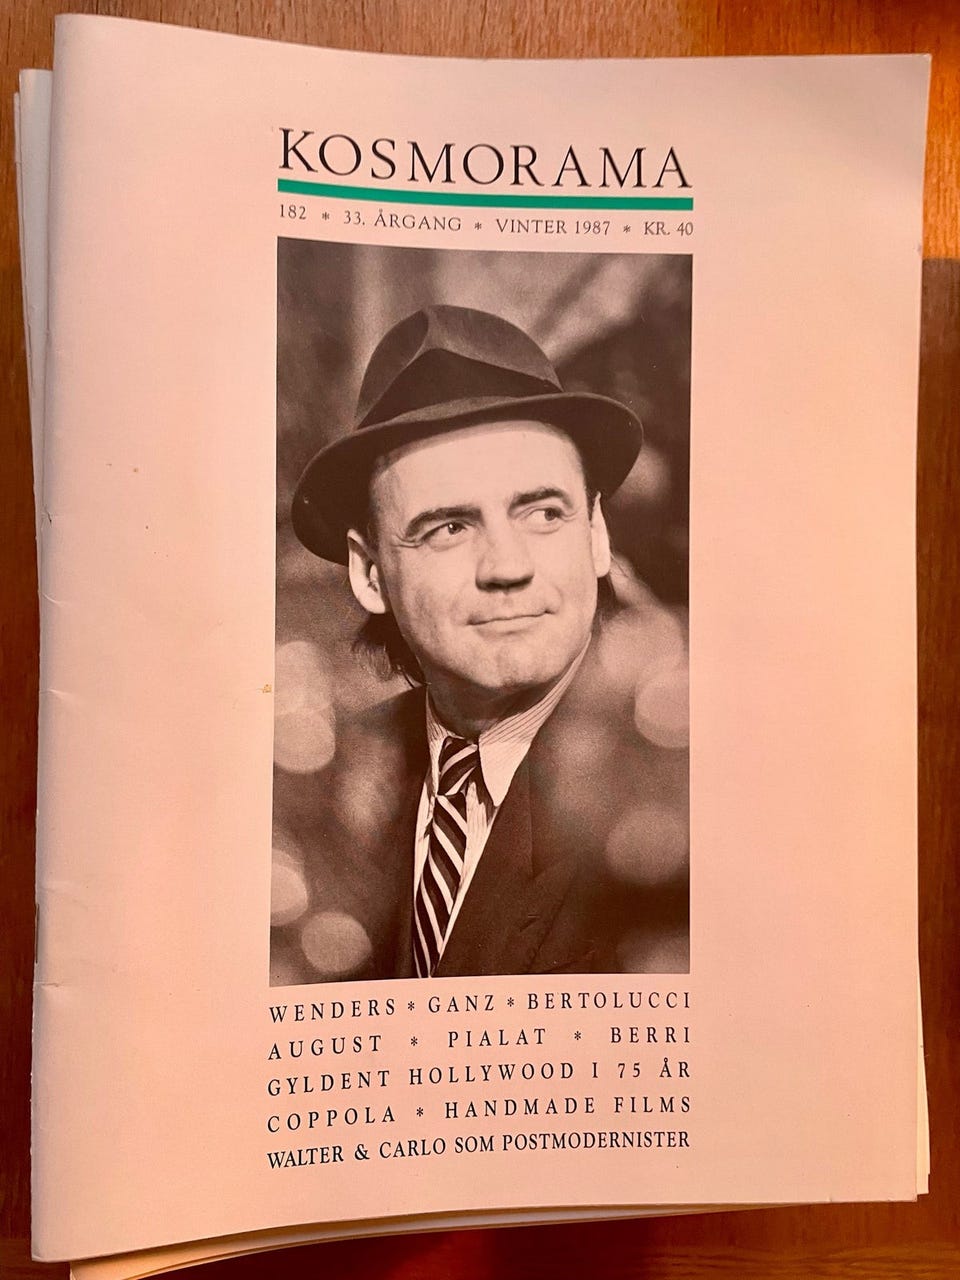 KOSMORAMA
182 * 33. ÅRGANG * VINTER 1987 * KR. 40
WENDERS * GANZ * BERTOLUCCI
AUGUST * PIALAT * BERRI
GYLDENT HOLLYWOOD I 75 ÅR
COPPOLA * HANDMADE FILMS
WALTER & CARLO SOM POSTMODERNISTER